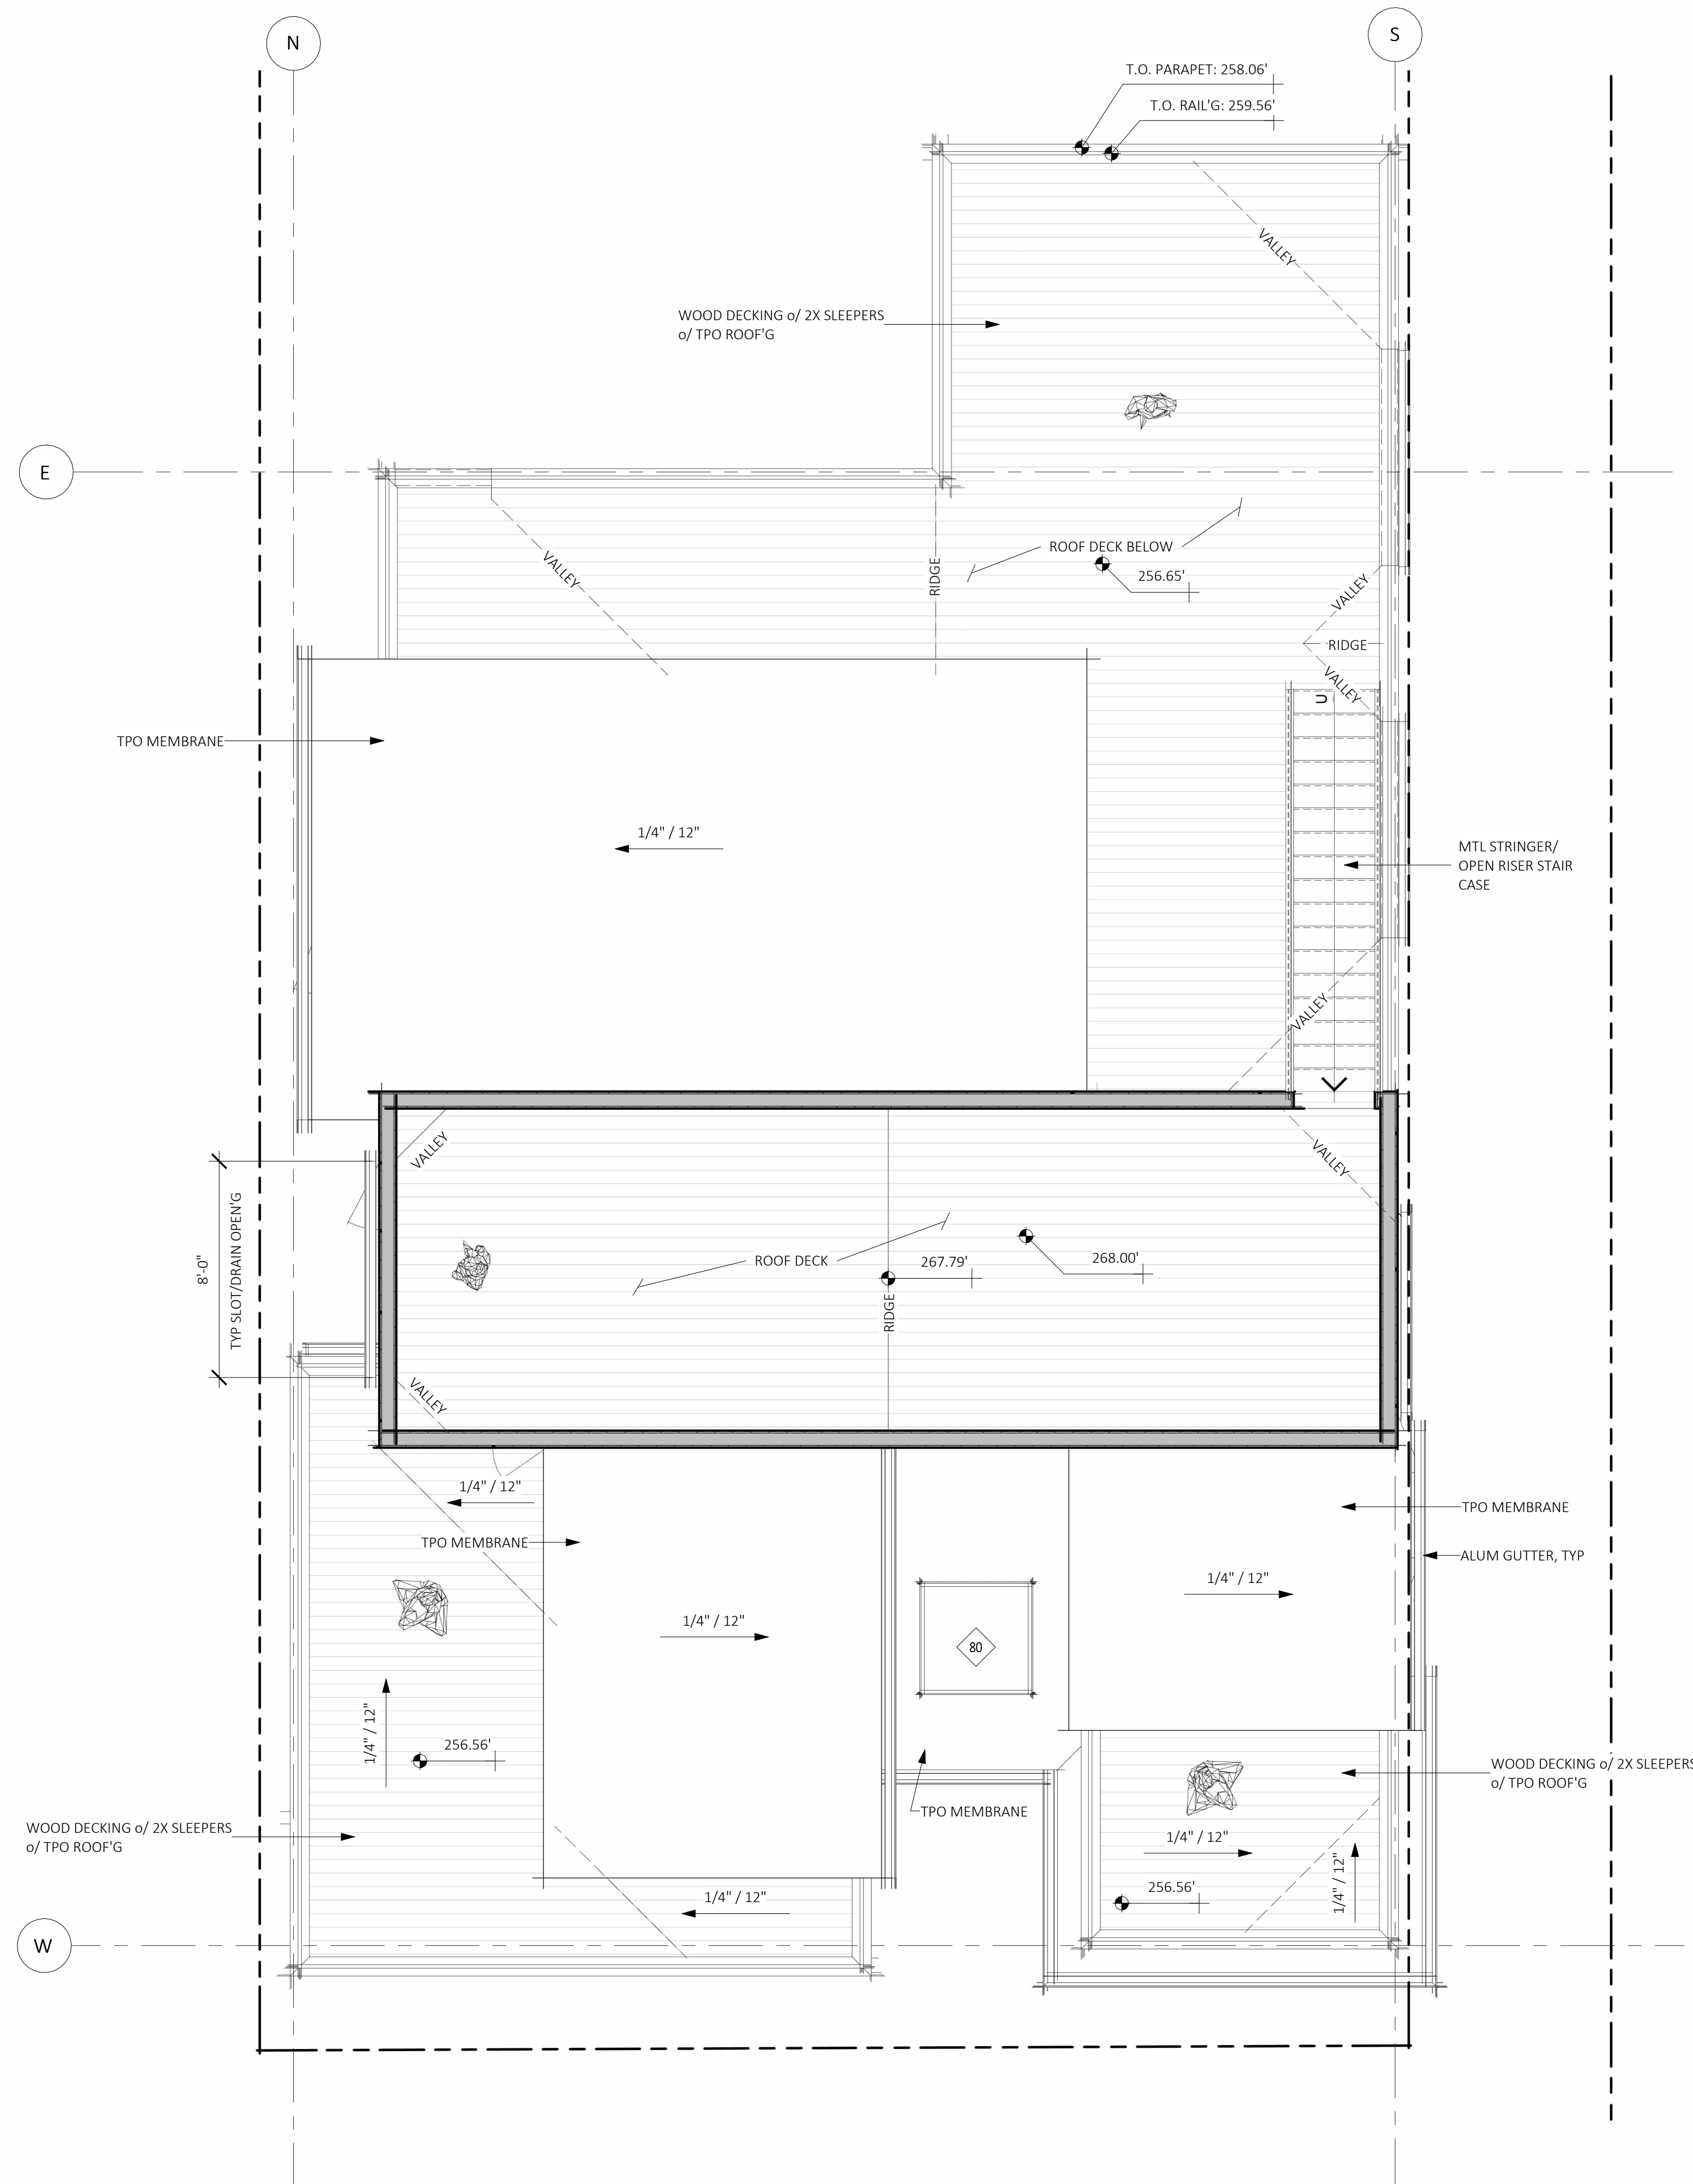 N
S
T.O. PARAPET: 258.06'
T.O. RAIL'G: 259.56'
VALLEY
WOOD DECKING o/ 2X SLEEPERS
o/ TPO ROOF'G
E
VALLEY
RIDGE
ROOF DECK BELOW
256.65'
VALLEY
RIDGE
VALLEY
U
TPO MEMBRANE
1/4" / 12"
MTL STRINGER/
OPEN RISER STAIR
CASE
VALLEY
VALLEY
VALLEY
8'-0"
TYP SLOT/DRAIN OPEN'G
ROOF DECK
267.79'
268.00'
RIDGE
VALLEY
1/4" / 12"
TPO MEMBRANE
TPO MEMBRANE
ALUM GUTTER, TYP
1/4" / 12"
1/4" / 12"
80
1/4" / 12"
256.56'
WOOD DECKING o/ 2X SLEEPERS
o/ TPO ROOF'G
TPO MEMBRANE
WOOD DECKING o/ 2X SLEEPERS
o/ TPO ROOF'G
1/4" / 12"
1/4" / 12"
256.56'
1/4" / 12"
W